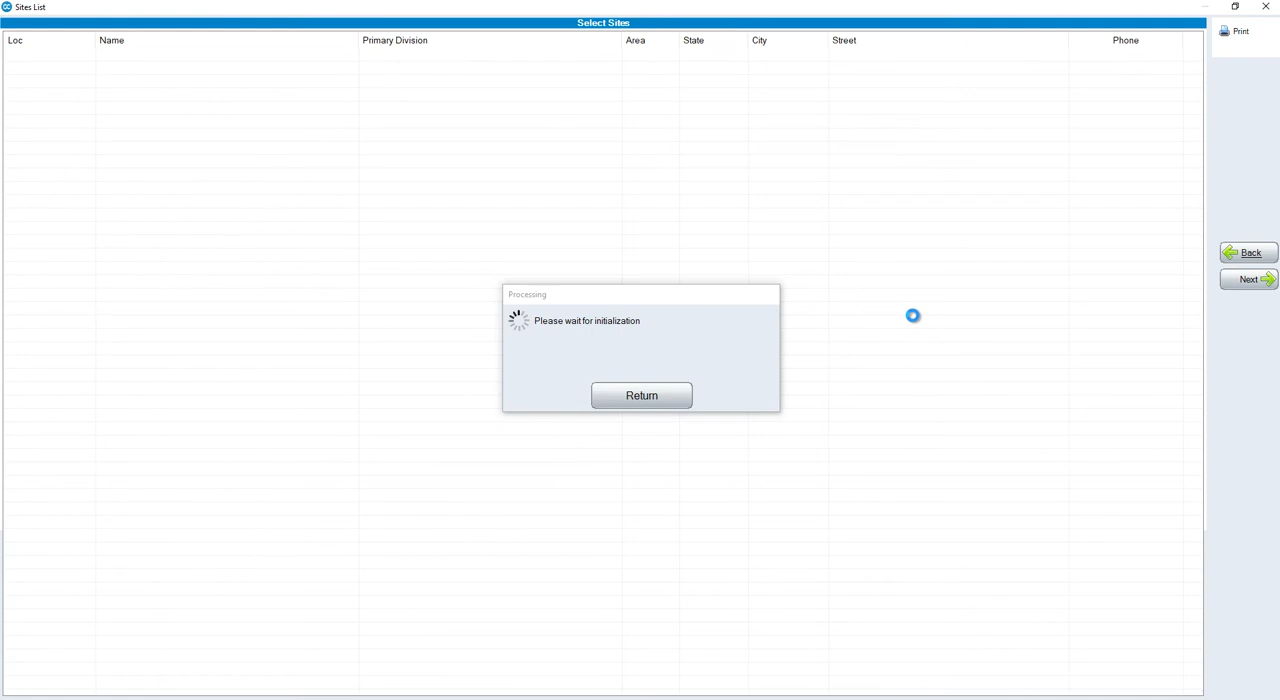 Sites List
Select Sites
Loc Name Primary Division Area State City Street Phone
Print
Back
Next
Processing
Please wait for initialization
Return